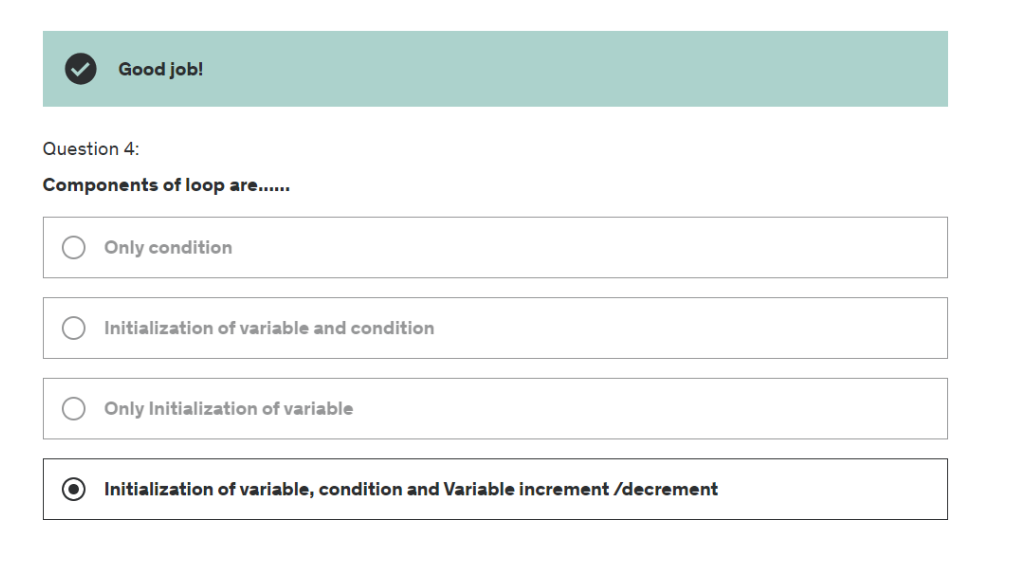 Good job!
Question 4:
Components of loop are......
Only condition
Initialization of variable and condition
Only Initialization of variable
Initialization of variable, condition and Variable increment /decrement